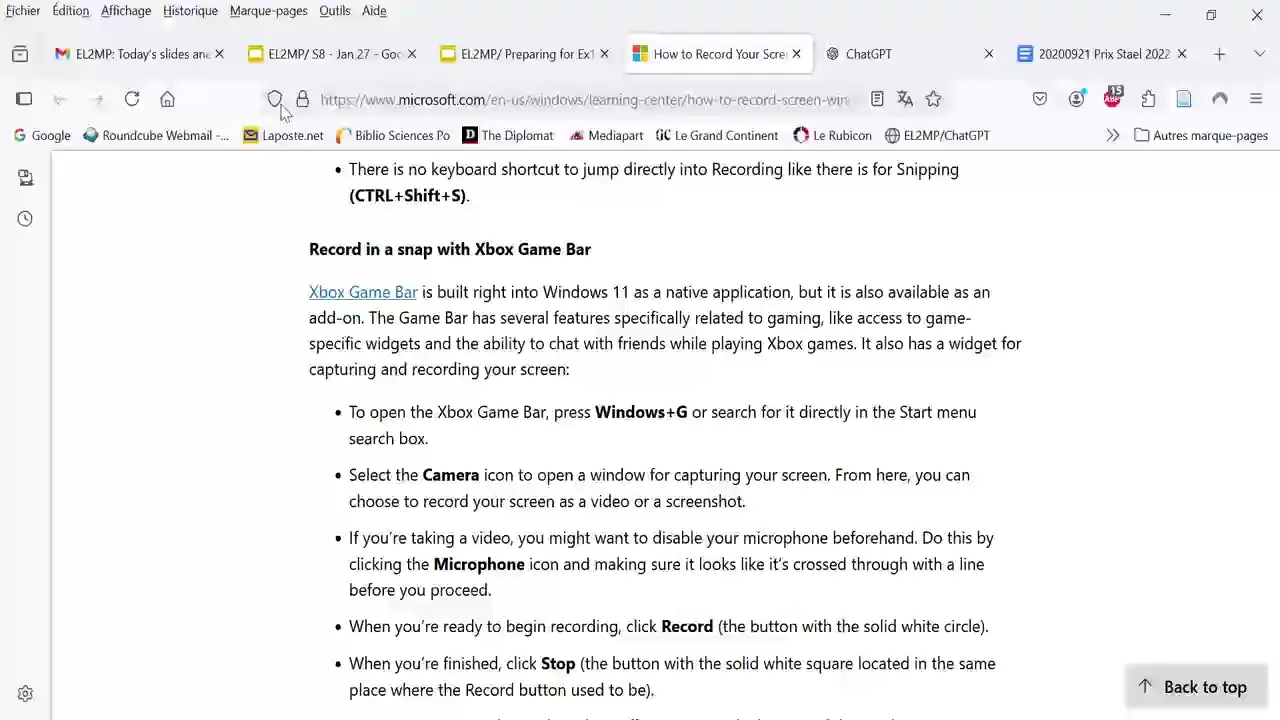 Fichier Édition Affichage Historique Marque-pages Outils Aide
EL2MP: Today's slides and EL2MP/ S8 - Jan 27 - Goo EL2MP/ Preparing for Ex1 How to Record Your Scre ChatGPT 20200921 Prix Stael 2022
https://www.microsoft.com/en-us/windows/learning-center/how-to-record-screen-win
15
ABP
Google Roundcube Webmail -... Laposte.net Biblio Sciences Po The Diplomat Mediapart Le Grand Continent Le Rubicon EL2MP/ChatGPT Autres marque-pages
• There is no keyboard shortcut to jump directly into Recording like there is for Snipping
(CTRL+Shift+S).
Record in a snap with Xbox Game Bar
Xbox Game Bar is built right into Windows 11 as a native application, but it is also available as an
add-on. The Game Bar has several features specifically related to gaming, like access to game-
specific widgets and the ability to chat with friends while playing Xbox games. It also has a widget for
capturing and recording your screen:
• To open the Xbox Game Bar, press Windows+G or search for it directly in the Start menu
search box.
• Select the Camera icon to open a window for capturing your screen. From here, you can
choose to record your screen as a video or a screenshot.
• If you're taking a video, you might want to disable your microphone beforehand. Do this by
clicking the Microphone icon and making sure it looks like it's crossed through with a line
before you proceed.
• When you're ready to begin recording, click Record (the button with the solid white circle).
• When you're finished, click Stop (the button with the solid white square located in the same
place where the Record button used to be).
Back to top